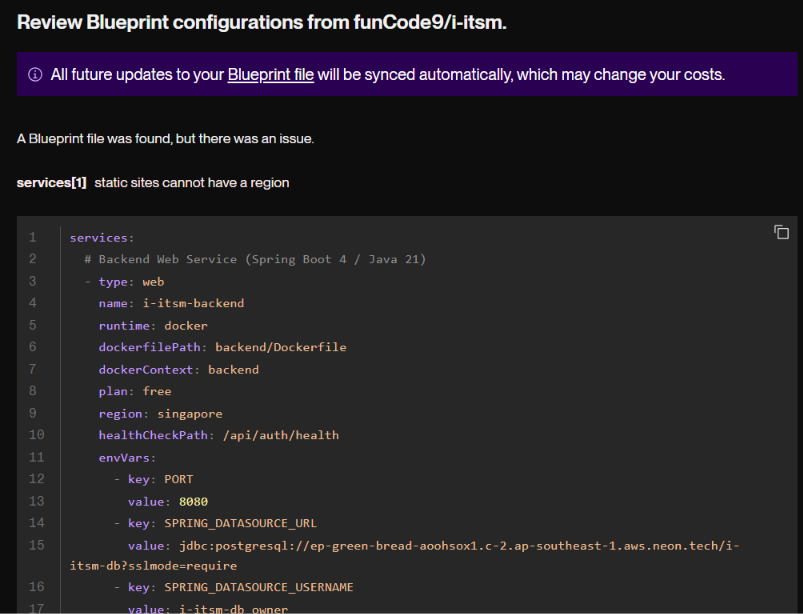 Review Blueprint configurations from funCode9/i-itsm.
All future updates to your Blueprint file will be synced automatically, which may change your costs.
A Blueprint file was found, but there was an issue.
services[1] static sites cannot have a region
1 services:
2 # Backend Web Service (Spring Boot 4 / Java 21)
3 - type: web
4 name: i-itsm-backend
5 runtime: docker
6 dockerfilePath: backend/Dockerfile
7 dockerContext: backend
8 plan: free
9 region: singapore
10 healthCheckPath: /api/auth/health
11 envVars:
12 - key: PORT
13 value: 8080
14 - key: SPRING_DATASOURCE_URL
15 value: jdbc:postgresql://ep-green-bread-aoohsox1.c-2.ap-southeast-1.aws.neon.tech/i-
itsm-db?sslmode=require
16 - key: SPRING_DATASOURCE_USERNAME
17 value: i-itsm-db_owner